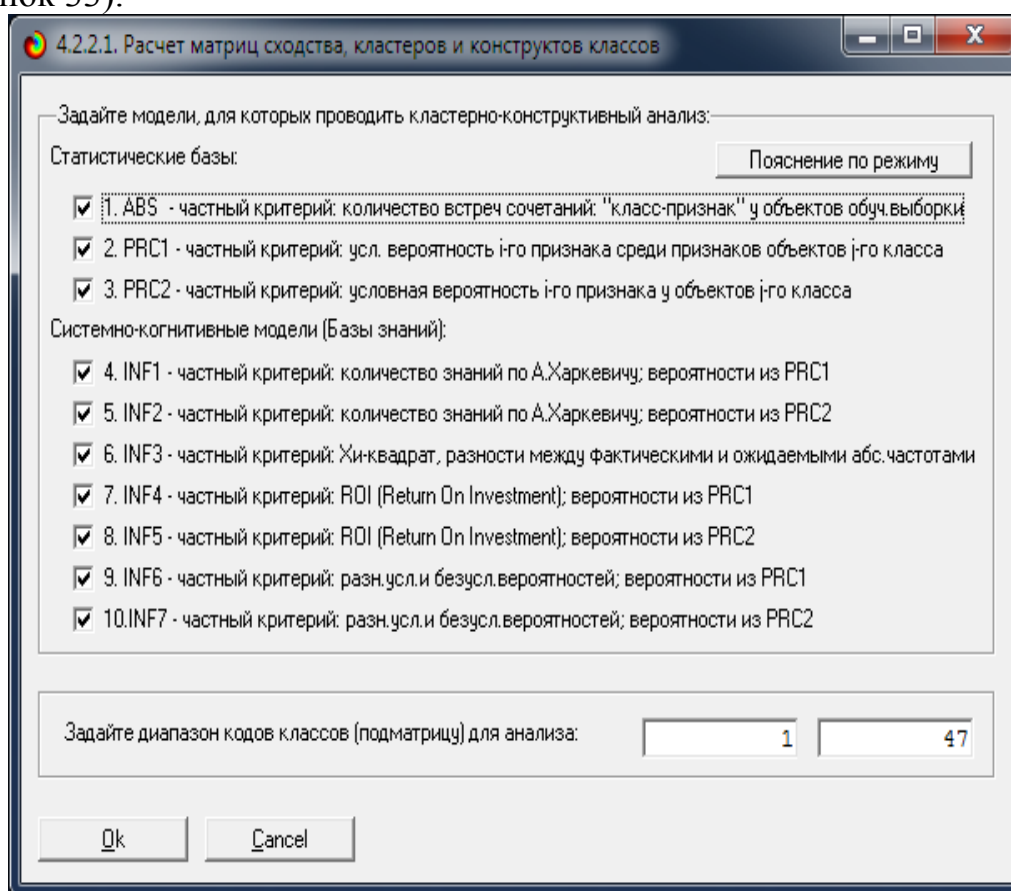 нок 55).
4.2.2.1. Расчет матриц сходства, кластеров и конструктов классов
Задайте модели, для которых проводить кластерно-конструктивный анализ:
Статистические базы:
Пояснение по режиму
1. ABS - частный критерий: количество встреч сочетаний: "класс-признак" у объектов обуч.выборки
2. PRC1 - частный критерий: усл. вероятность i-го признака среди признаков объектов j-го класса
3. PRC2 - частный критерий: условная вероятность i-го признака у объектов j-го класса
Системно-когнитивные модели (Базы знаний):
4. INF1 - частный критерий: количество знаний по А.Харкевичу; вероятности из PRC1
5. INF2 - частный критерий: количество знаний по А.Харкевичу; вероятности из PRC2
6. INF3 - частный критерий: Хи-квадрат, разности между фактическими и ожидаемыми абс.частотами
7. INF4 - частный критерий: ROI (Return On Investment); вероятности из PRC1
8. INF5 - частный критерий: ROI (Return On Investment); вероятности из PRC2
9. INF6 - частный критерий: разн.усл.и безусл.вероятностей; вероятности из PRC1
10.INF7 - частный критерий: разн.усл.и безусл.вероятностей; вероятности из PRC2
Задайте диапазон кодов классов (подматрицу) для анализа: 1 47
Ok Cancel